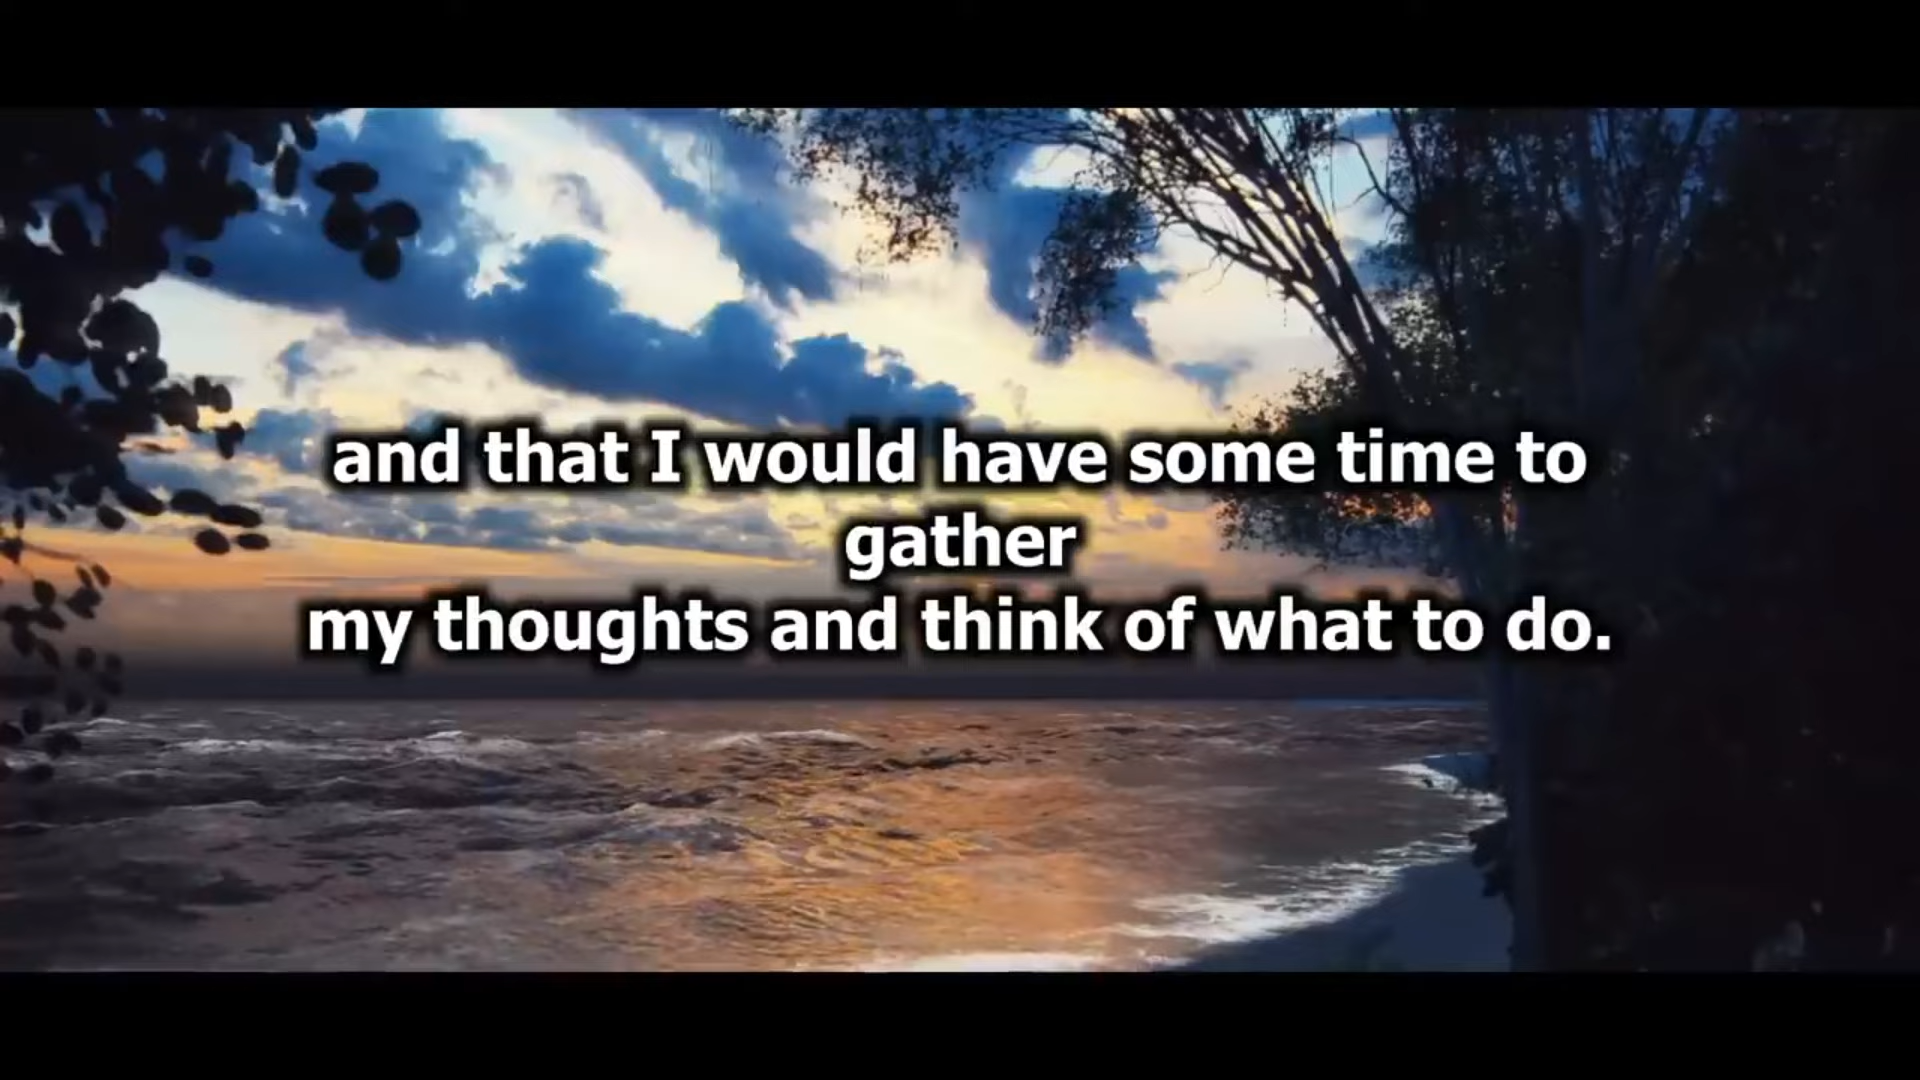 and that I would have some time to
gather
my thoughts and think of what to do.